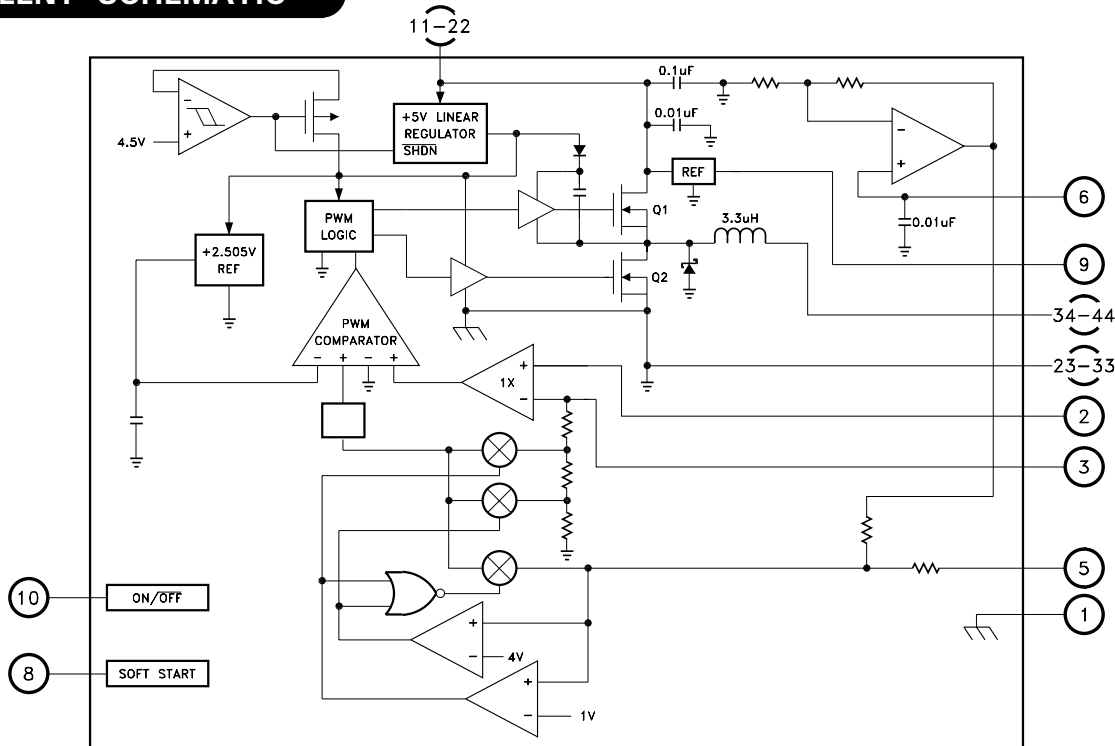 SCHEMATIC
11-22
0.1uF
4.5V
-
+
+5V LINEAR
REGULATOR
SHDN
0.01uF
-
+
REF
6
PWM
LOGIC
Q1
3.3uH
0.01uF
+2.505V
REF
9
Q2
34-44
PWM
COMPARATOR
- + - +
23-33
1X
+
-
2
3
5
10
ON/OFF
1
+
- 4V
8
SOFT START
+
- 1V